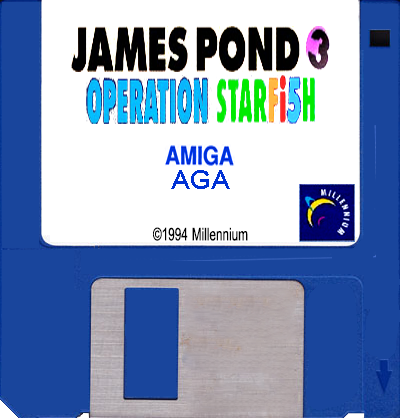 JAMES POND 3
OPERATION STARFi5H
AMIGA
AGA
MILLENNIUM
©1994 Millennium